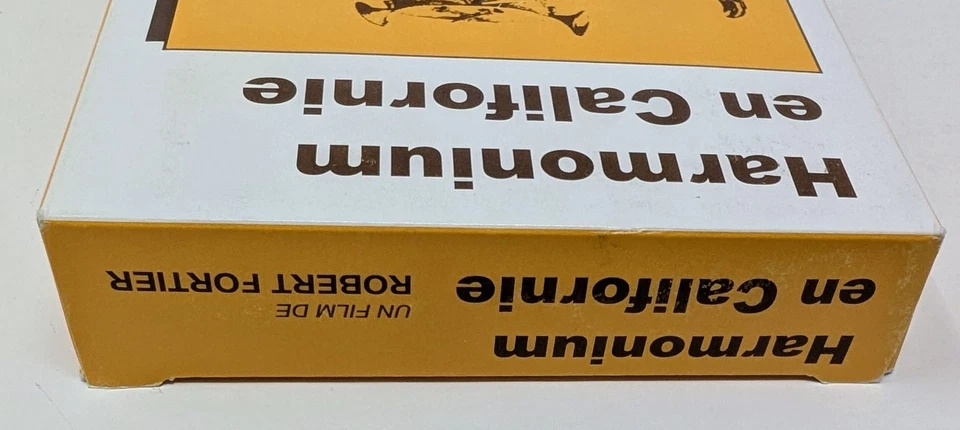 Harmonium
en Californie
Harmonium
en Californie
UN FILM DE
ROBERT FORTIER